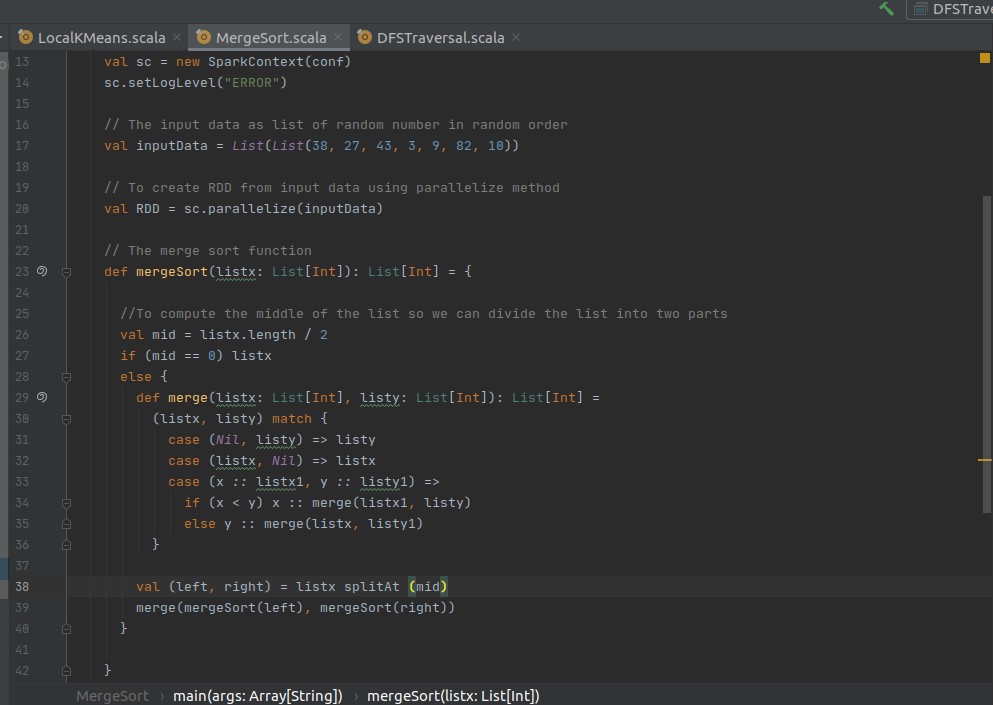 DFSTrave
LocalKMeans.scala × MergeSort.scala × DFSTraversal.scala ×
13 val sc = new SparkContext(conf)
14 sc.setLogLevel("ERROR")
15
16 // The input data as list of random number in random order
17 val inputData = List(List(38, 27, 43, 3, 9, 82, 10))
18
19 // To create RDD from input data using parallelize method
20 val RDD = sc.parallelize(inputData)
21
22 // The merge sort function
23 def mergeSort(listx: List[Int]): List[Int] = {
24
25 //To compute the middle of the list so we can divide the list into two parts
26 val mid = listx.length / 2
27 if (mid == 0) listx
28 else {
29 def merge(listx: List[Int], listy: List[Int]): List[Int] =
30 (listx, listy) match {
31 case (Nil, listy) => listy
32 case (listx, Nil) => listx
33 case (x :: listx1, y :: listy1) =>
34 if (x < y) x :: merge(listx1, listy)
35 else y :: merge(listx, listy1)
36 }
37
38 val (left, right) = listx splitAt (mid)
39 merge(mergeSort(left), mergeSort(right))
40 }
41
42 }
MergeSort › main(args: Array[String]) › mergeSort(listx: List[Int])